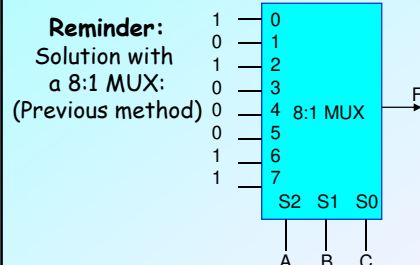 Reminder:
Solution with
a 8:1 MUX:
(Previous method)
1 0
0 1
1 2
0 3
0 4 8:1 MUX F
0 5
1 6
1 7
S2 S1 S0
A B C